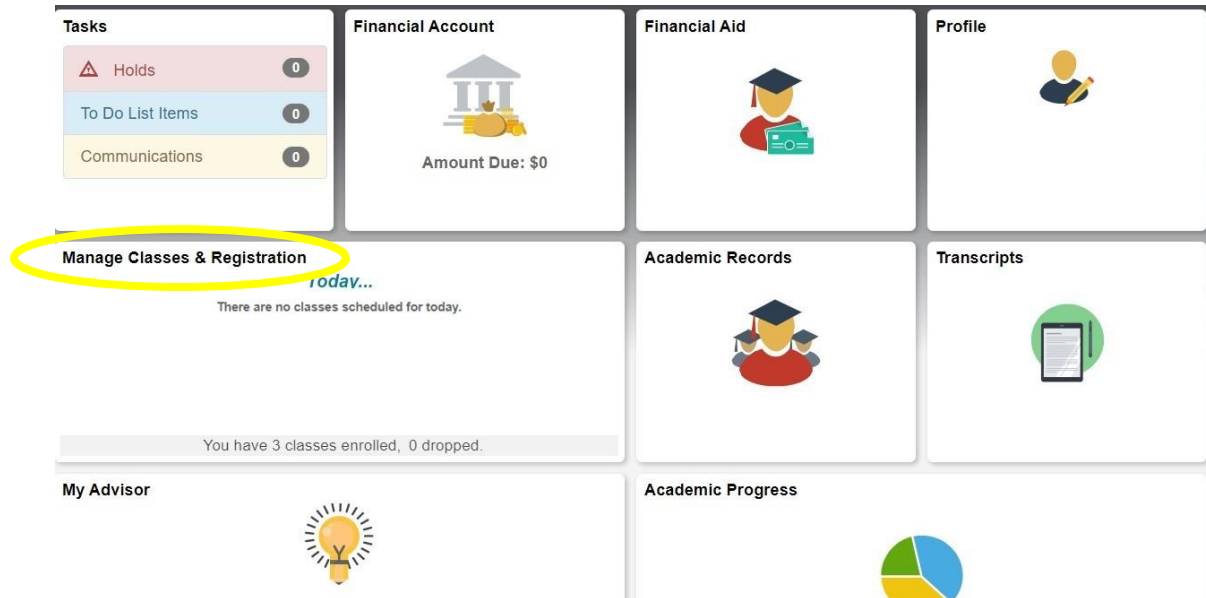 Tasks
Holds 0
To Do List Items 0
Communications 0
Financial Account
Amount Due: $0
Financial Aid
Profile
Manage Classes & Registration
Today...
There are no classes scheduled for today.
You have 3 classes enrolled, 0 dropped.
Academic Records
Transcripts
My Advisor
Academic Progress